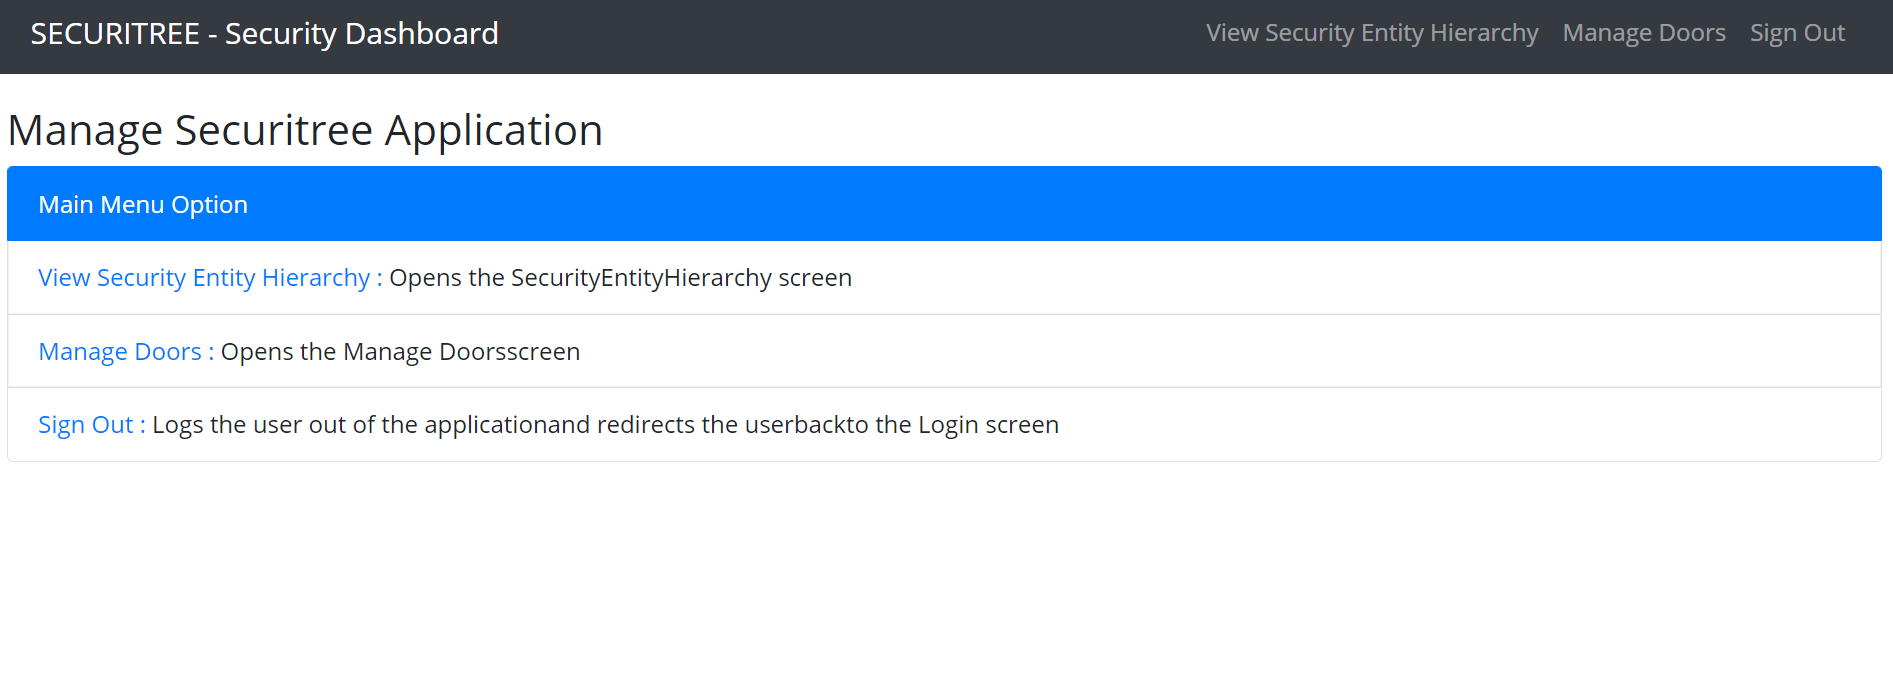 SECURITREE - Security Dashboard View Security Entity Hierarchy Manage Doors Sign Out
Manage Securitree Application
Main Menu Option
View Security Entity Hierarchy : Opens the SecurityEntityHierarchy screen
Manage Doors : Opens the Manage Doorsscreen
Sign Out : Logs the user out of the applicationand redirects the userbackto the Login screen